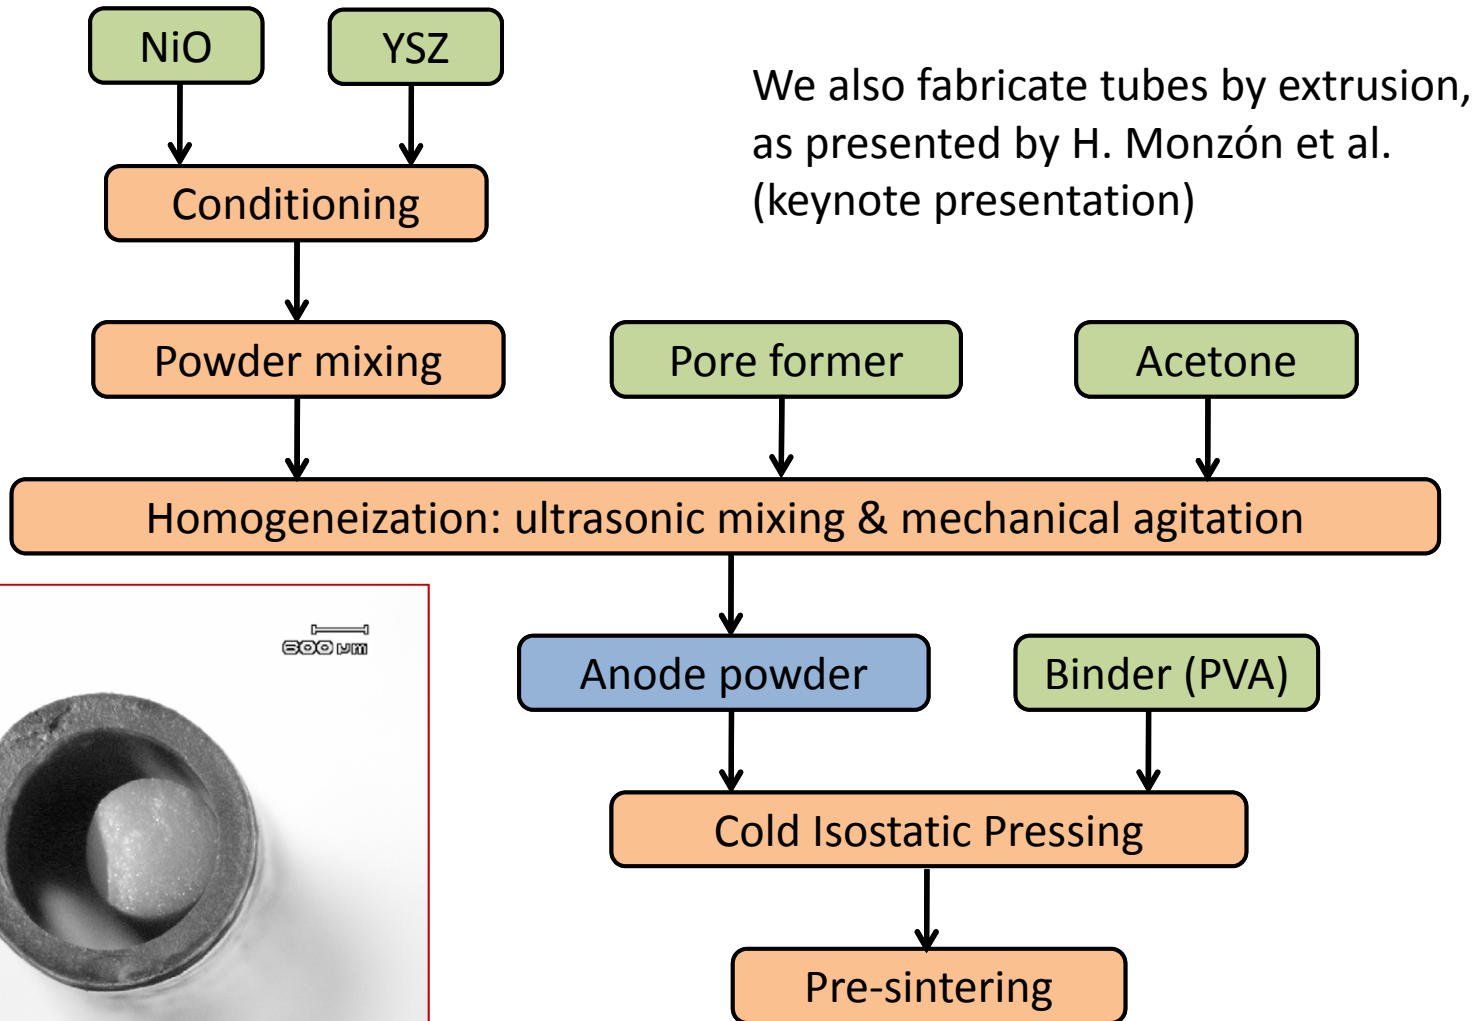 NiO
YSZ
We also fabricate tubes by extrusion,
as presented by H. Monzón et al.
(keynote presentation)
Conditioning
Powder mixing
Pore former
Acetone
Homogeneization: ultrasonic mixing & mechanical agitation
600 µm
Anode powder
Binder (PVA)
Cold Isostatic Pressing
Pre-sintering